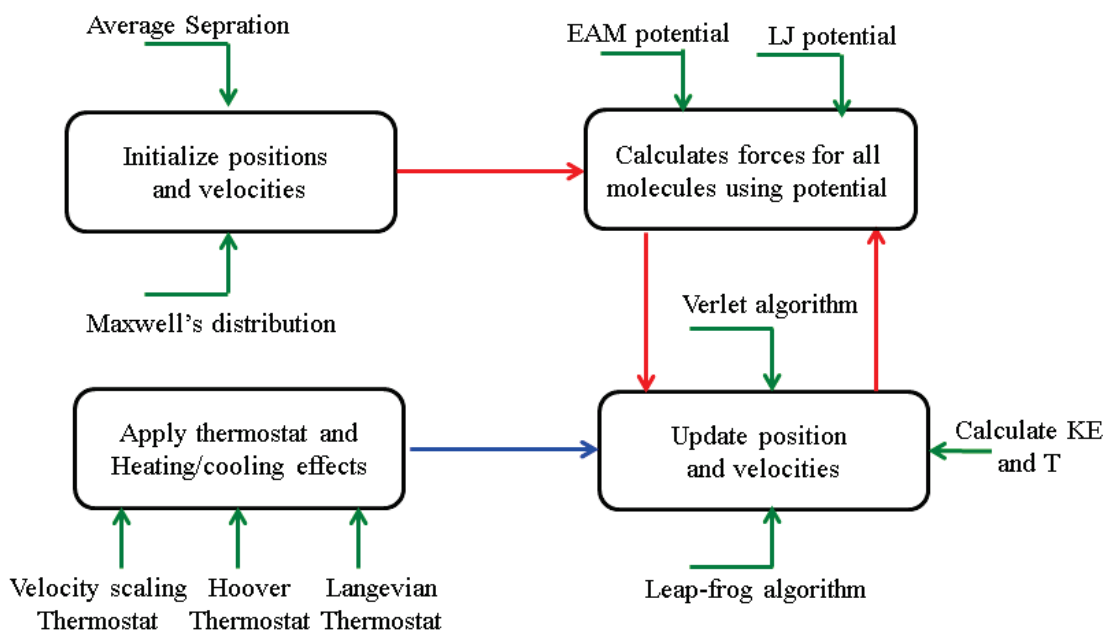 Average Sepration
EAM potential
LJ potential
Initialize positions
and velocities
Calculates forces for all
molecules using potential
Maxwell's distribution
Verlet algorithm
Apply thermostat and
Heating/cooling effects
Update position
and velocities
Calculate KE
and T
Velocity scaling
Thermostat
Hoover
Thermostat
Langevian
Thermostat
Leap-frog algorithm